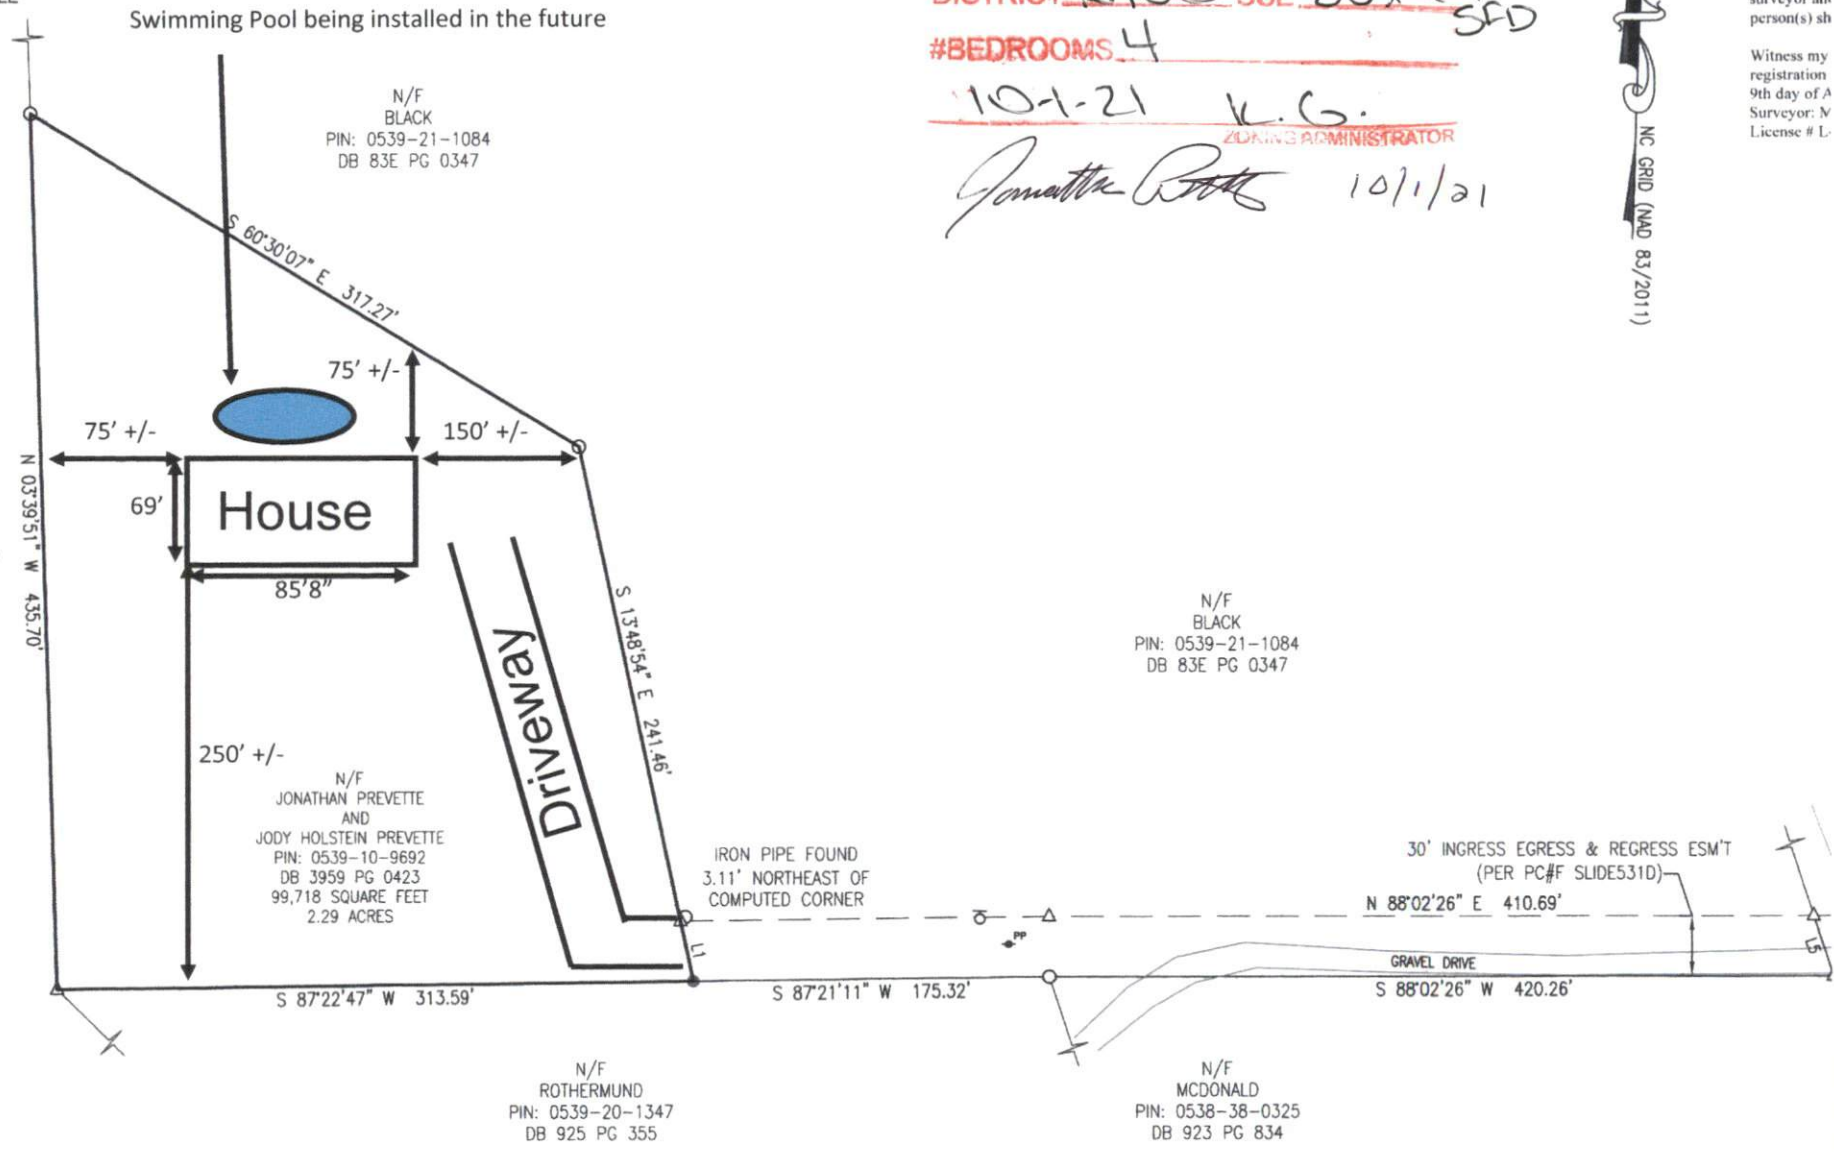 Swimming Pool being installed in the future
#BEDROOMS 4
SFD
10-1-21 K.G.
ZONING ADMINISTRATOR
10/1/21
person(s) sh
Witness my
registration
9th day of A
Surveyor: M
License # L-
NC GRID (NAD 83/2011)
N/F
BLACK
PIN: 0539-21-1084
DB 83E PG 0347
S 60°30'07" E 317.27'
75' +/-
75' +/-
150' +/-
N 03°39'51" W 435.70'
69'
House
85'8"
S 13°48'54" E 241.46'
Driveway
250' +/-
N/F
JONATHAN PREVETTE
AND
JODY HOLSTEIN PREVETTE
PIN: 0539-10-9692
DB 3959 PG 0423
99,718 SQUARE FEET
2.29 ACRES
N/F
BLACK
PIN: 0539-21-1084
DB 83E PG 0347
IRON PIPE FOUND
3.11' NORTHEAST OF
COMPUTED CORNER
30' INGRESS EGRESS & REGRESS ESM'T
(PER PC#F SLIDE531D)
N 88°02'26" E 410.69'
PP
L1
L5
GRAVEL DRIVE
S 87°22'47" W 313.59'
S 87°21'11" W 175.32'
S 88°02'26" W 420.26'
N/F
ROTHERMUND
PIN: 0539-20-1347
DB 925 PG 355
N/F
MCDONALD
PIN: 0538-38-0325
DB 923 PG 834